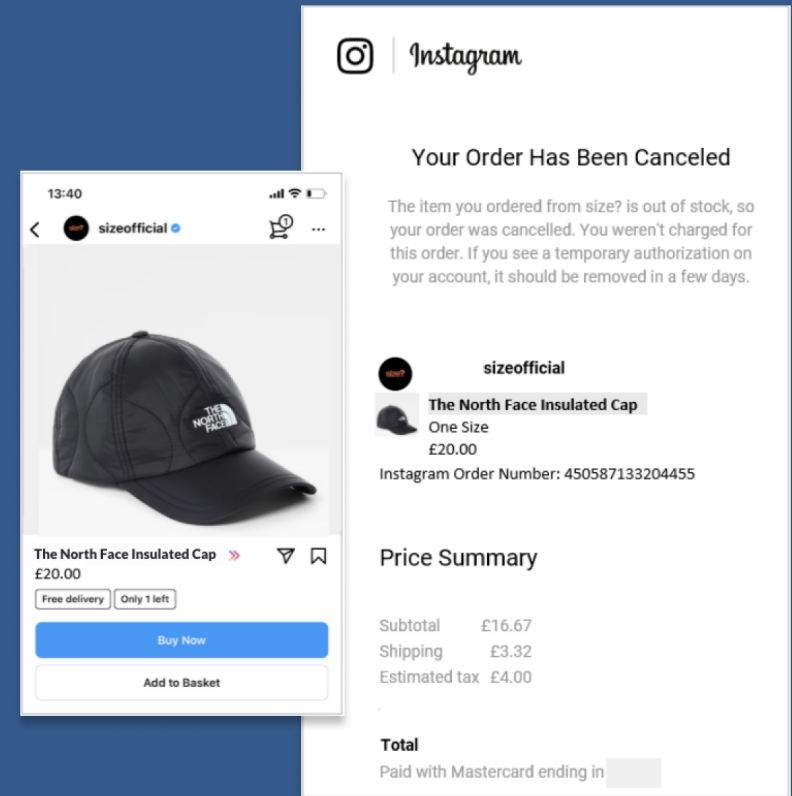 13:40
size?
sizeofficial
1
THE
NORTH
FACE
The North Face Insulated Cap
£20.00
Free delivery
Only 1 left
Buy Now
Add to Basket
Instagram
Your Order Has Been Canceled
The item you ordered from size? is out of stock, so
your order was cancelled. You weren't charged for
this order. If you see a temporary authorization on
your account, it should be removed in a few days.
size?
sizeofficial
The North Face Insulated Cap
One Size
£20.00
Instagram Order Number: 450587133204455
Price Summary
Subtotal £16.67
Shipping £3.32
Estimated tax £4.00
Total
Paid with Mastercard ending in